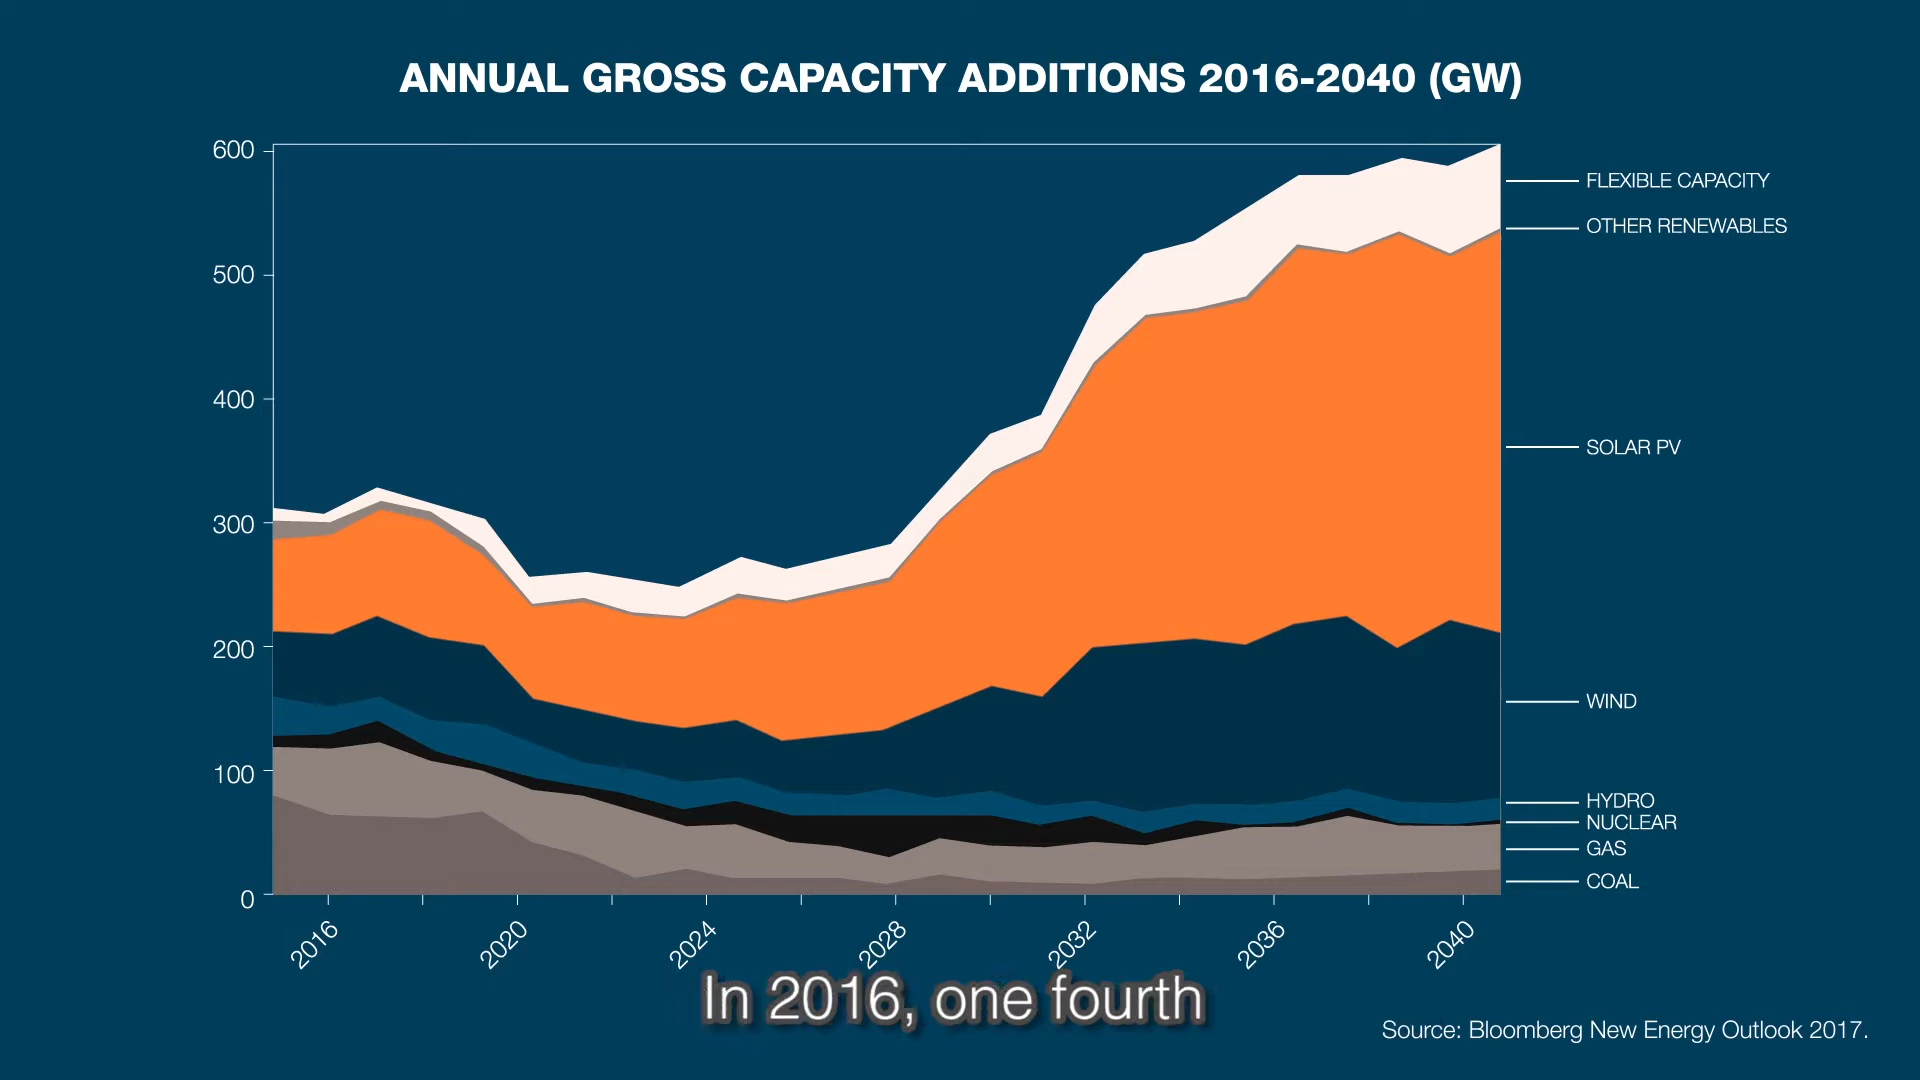 ANNUAL GROSS CAPACITY ADDITIONS 2016-2040 (GW)
600
500
400
300
200
100
0
FLEXIBLE CAPACITY
OTHER RENEWABLES
SOLAR PV
WIND
HYDRO
NUCLEAR
GAS
COAL
2016
2020
2024
2028
2032
2036
2040
In 2016, one fourth
Source: Bloomberg New Energy Outlook 2017.